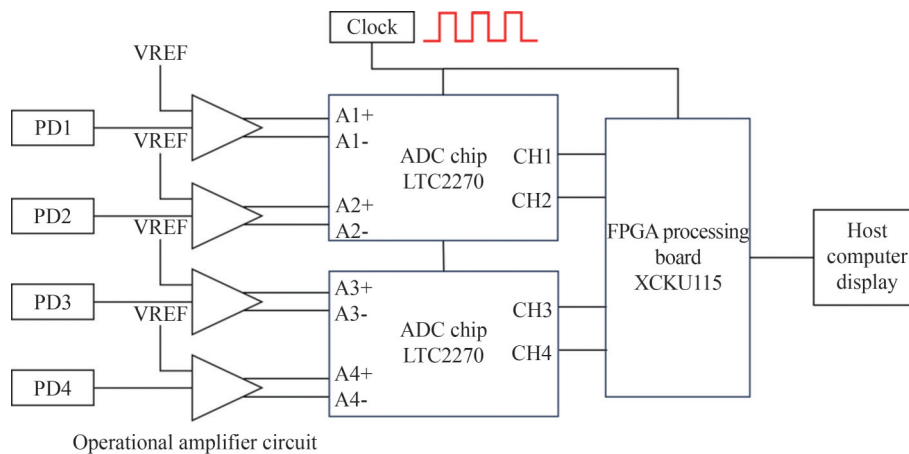 Clock
VREF
PD1
A1+
A1-
ADC chip
LTC2270
CH1
CH2
VREF
PD2
A2+
A2-
VREF
PD3
A3+
A3-
ADC chip
LTC2270
CH3
CH4
VREF
PD4
A4+
A4-
FPGA processing
board
XCKU115
Host
computer
display
Operational amplifier circuit